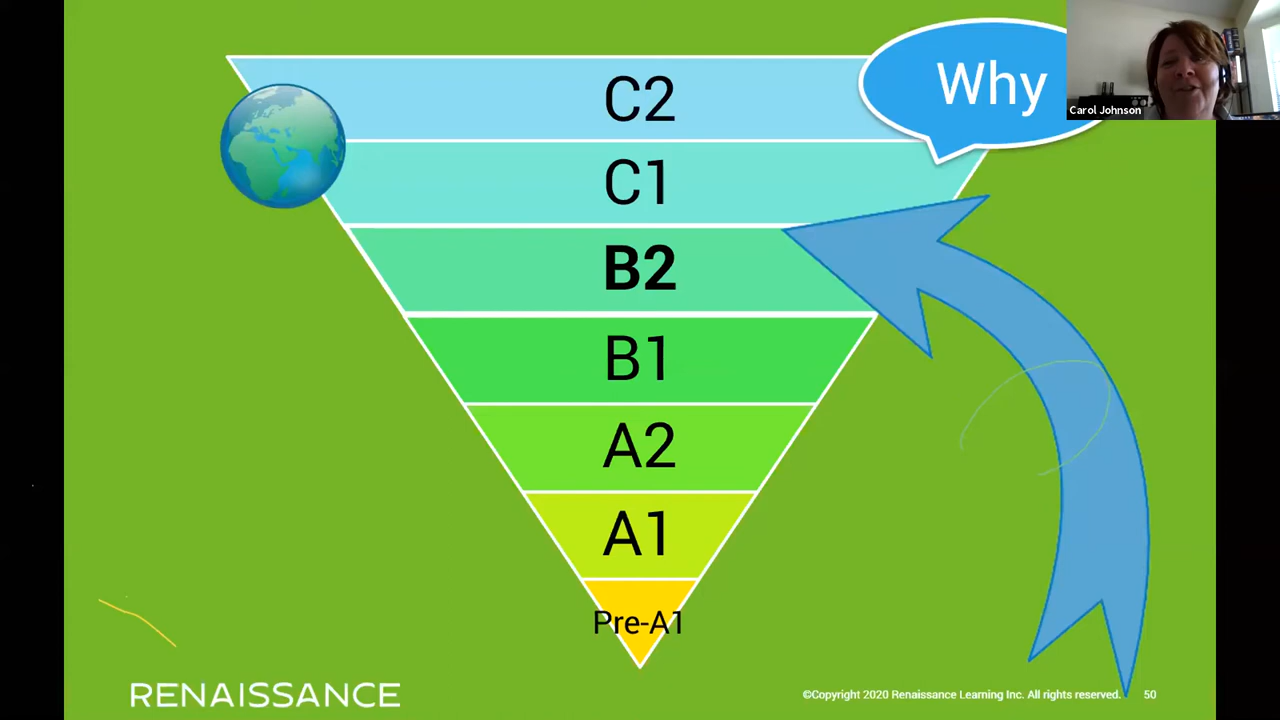 C2
Why
Carol Johnson
C1
B2
B1
A2
A1
Pre-A1
RENAISSANCE
©Copyright 2020 Renaissance Learning Inc. All rights reserved.
50